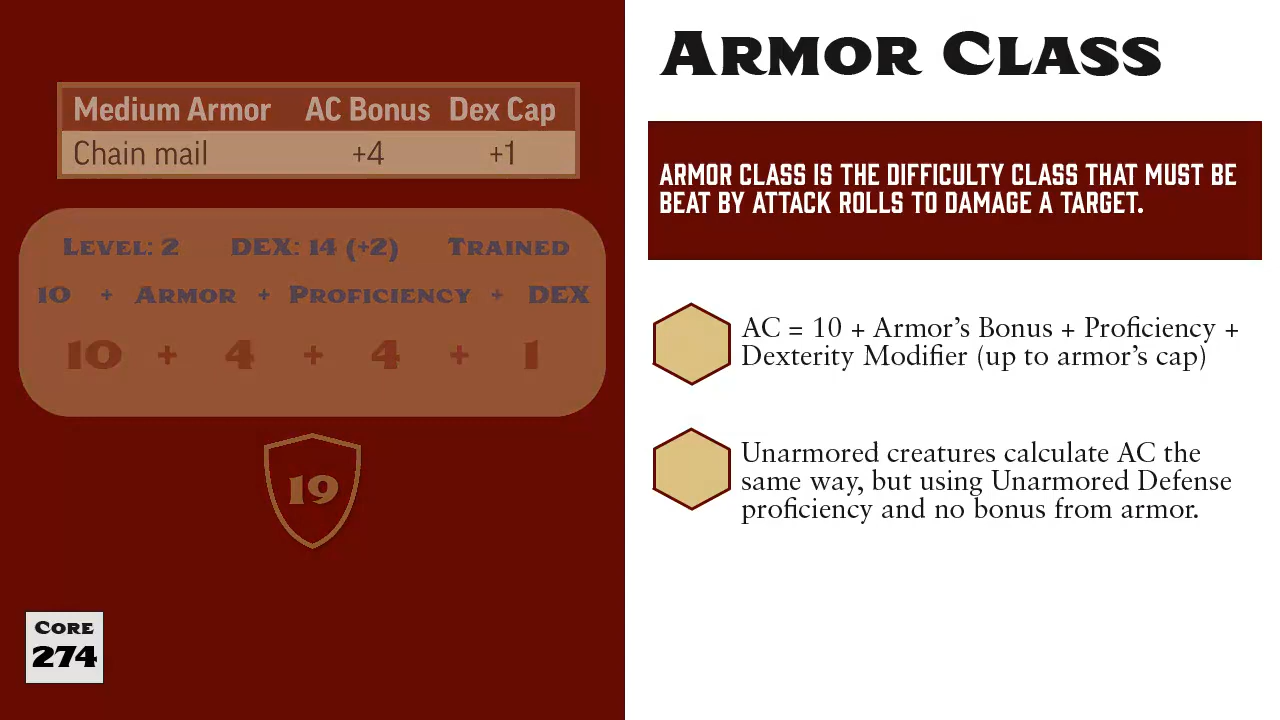 Medium Armor AC Bonus Dex Cap
Chain mail +4 +1
Level: 2 DEX: 14 (+2) Trained
10 + Armor + Proficiency + DEX
10 + 4 + 4 + 1
19
Core
274
Armor Class
ARMOR CLASS IS THE DIFFICULTY CLASS THAT MUST BE
BEAT BY ATTACK ROLLS TO DAMAGE A TARGET.
AC = 10 + Armor's Bonus + Proficiency +
Dexterity Modifier (up to armor's cap)
Unarmored creatures calculate AC the
same way, but using Unarmored Defense
proficiency and no bonus from armor.